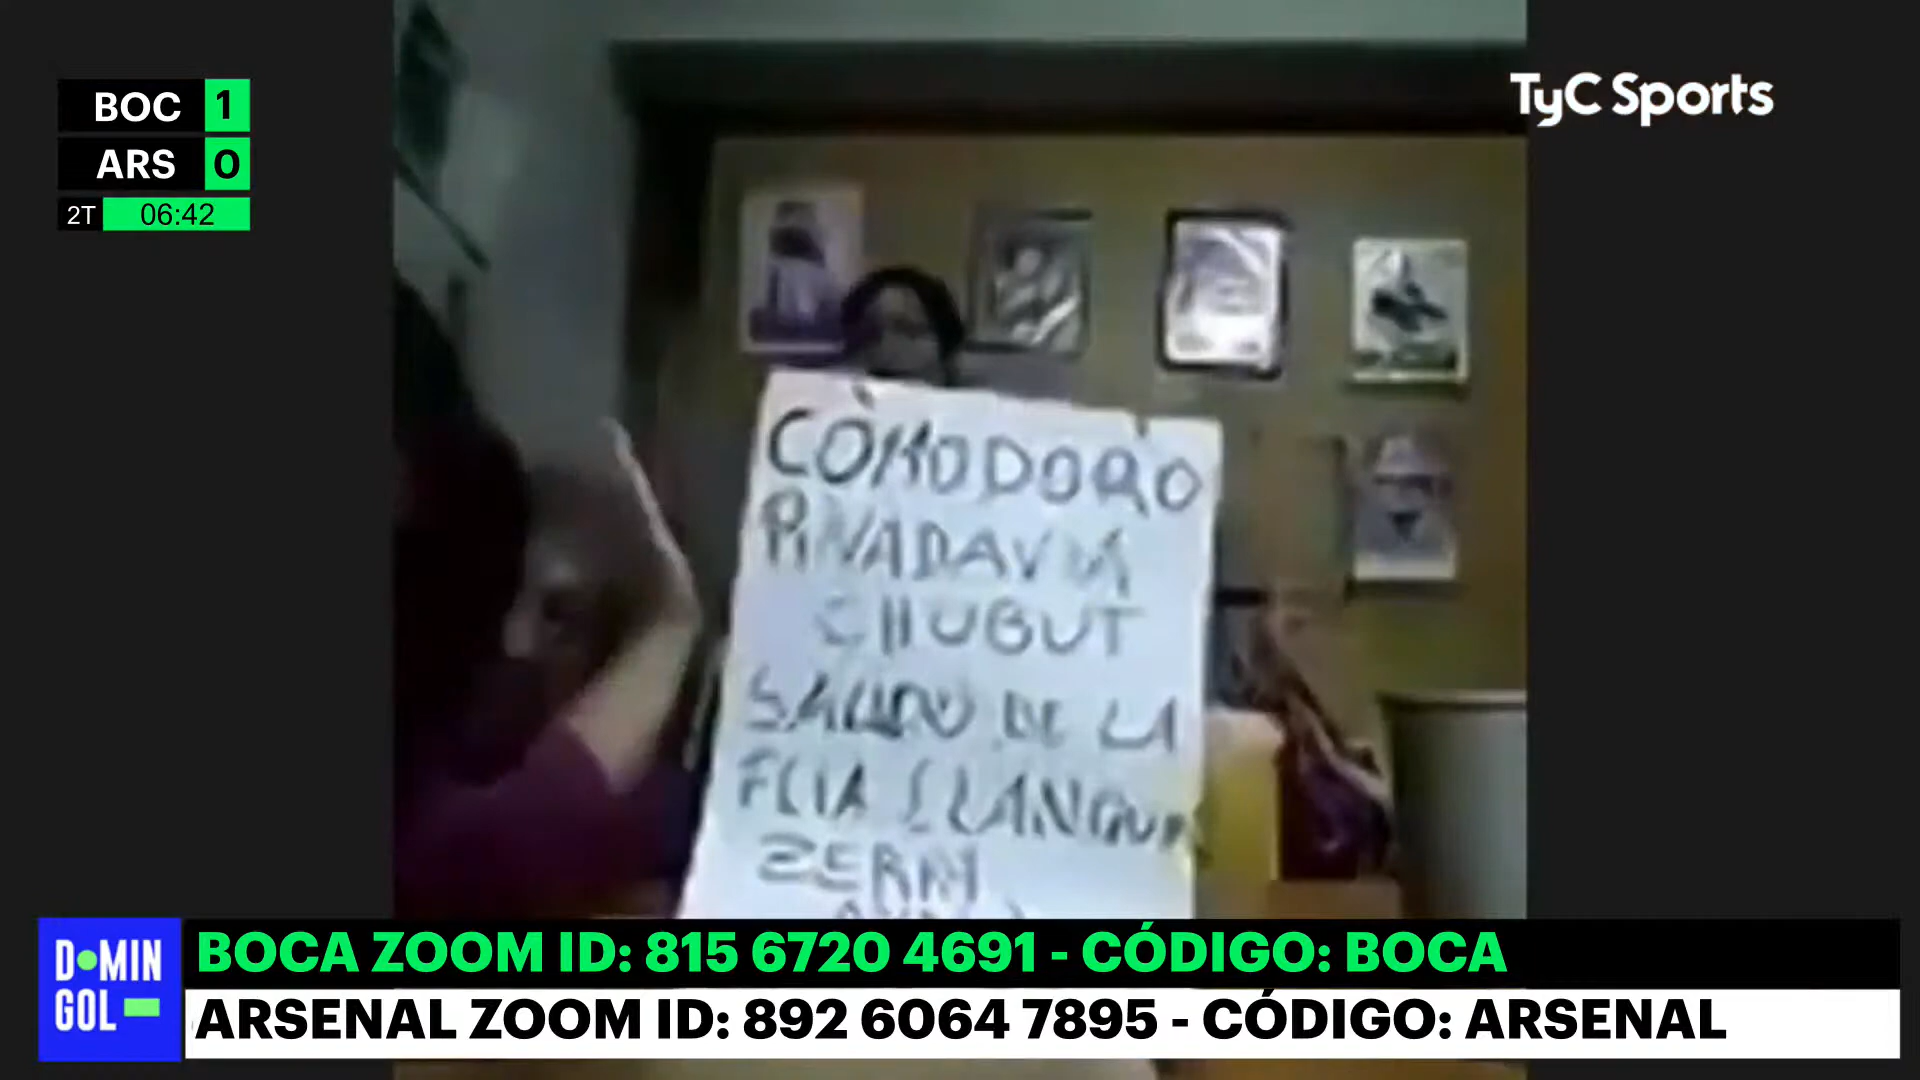 BOC 1
ARS 0
2T 06:42
TyC Sports
COMODORO
RIVADAVIA
CHUBUT
SALUDO DE LA
FLIA
DOMIN
GOL
BOCA ZOOM ID: 815 6720 4691 - CÓDIGO: BOCA
ARSENAL ZOOM ID: 892 6064 7895 - CÓDIGO: ARSENAL